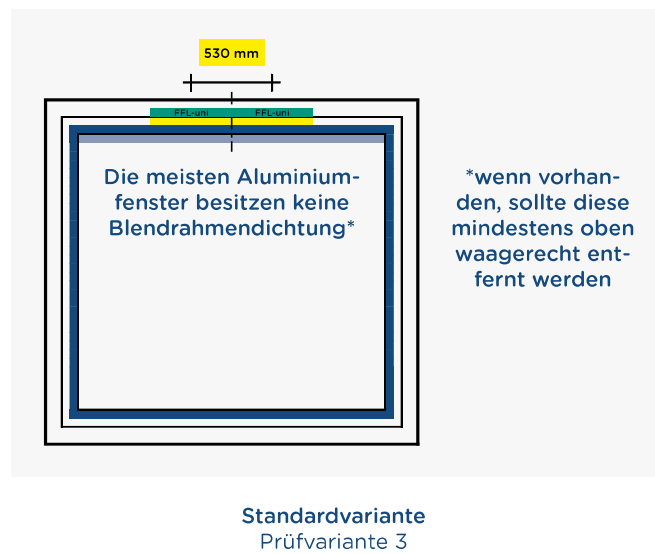 530 mm
FFL-uni FFL-uni
Die meisten Aluminium-
fenster besitzen keine
Blendrahmendichtung*
*wenn vorhan-
den, sollte diese
mindestens oben
waagerecht ent-
fernt werden
Standardvariante
Prüfvariante 3